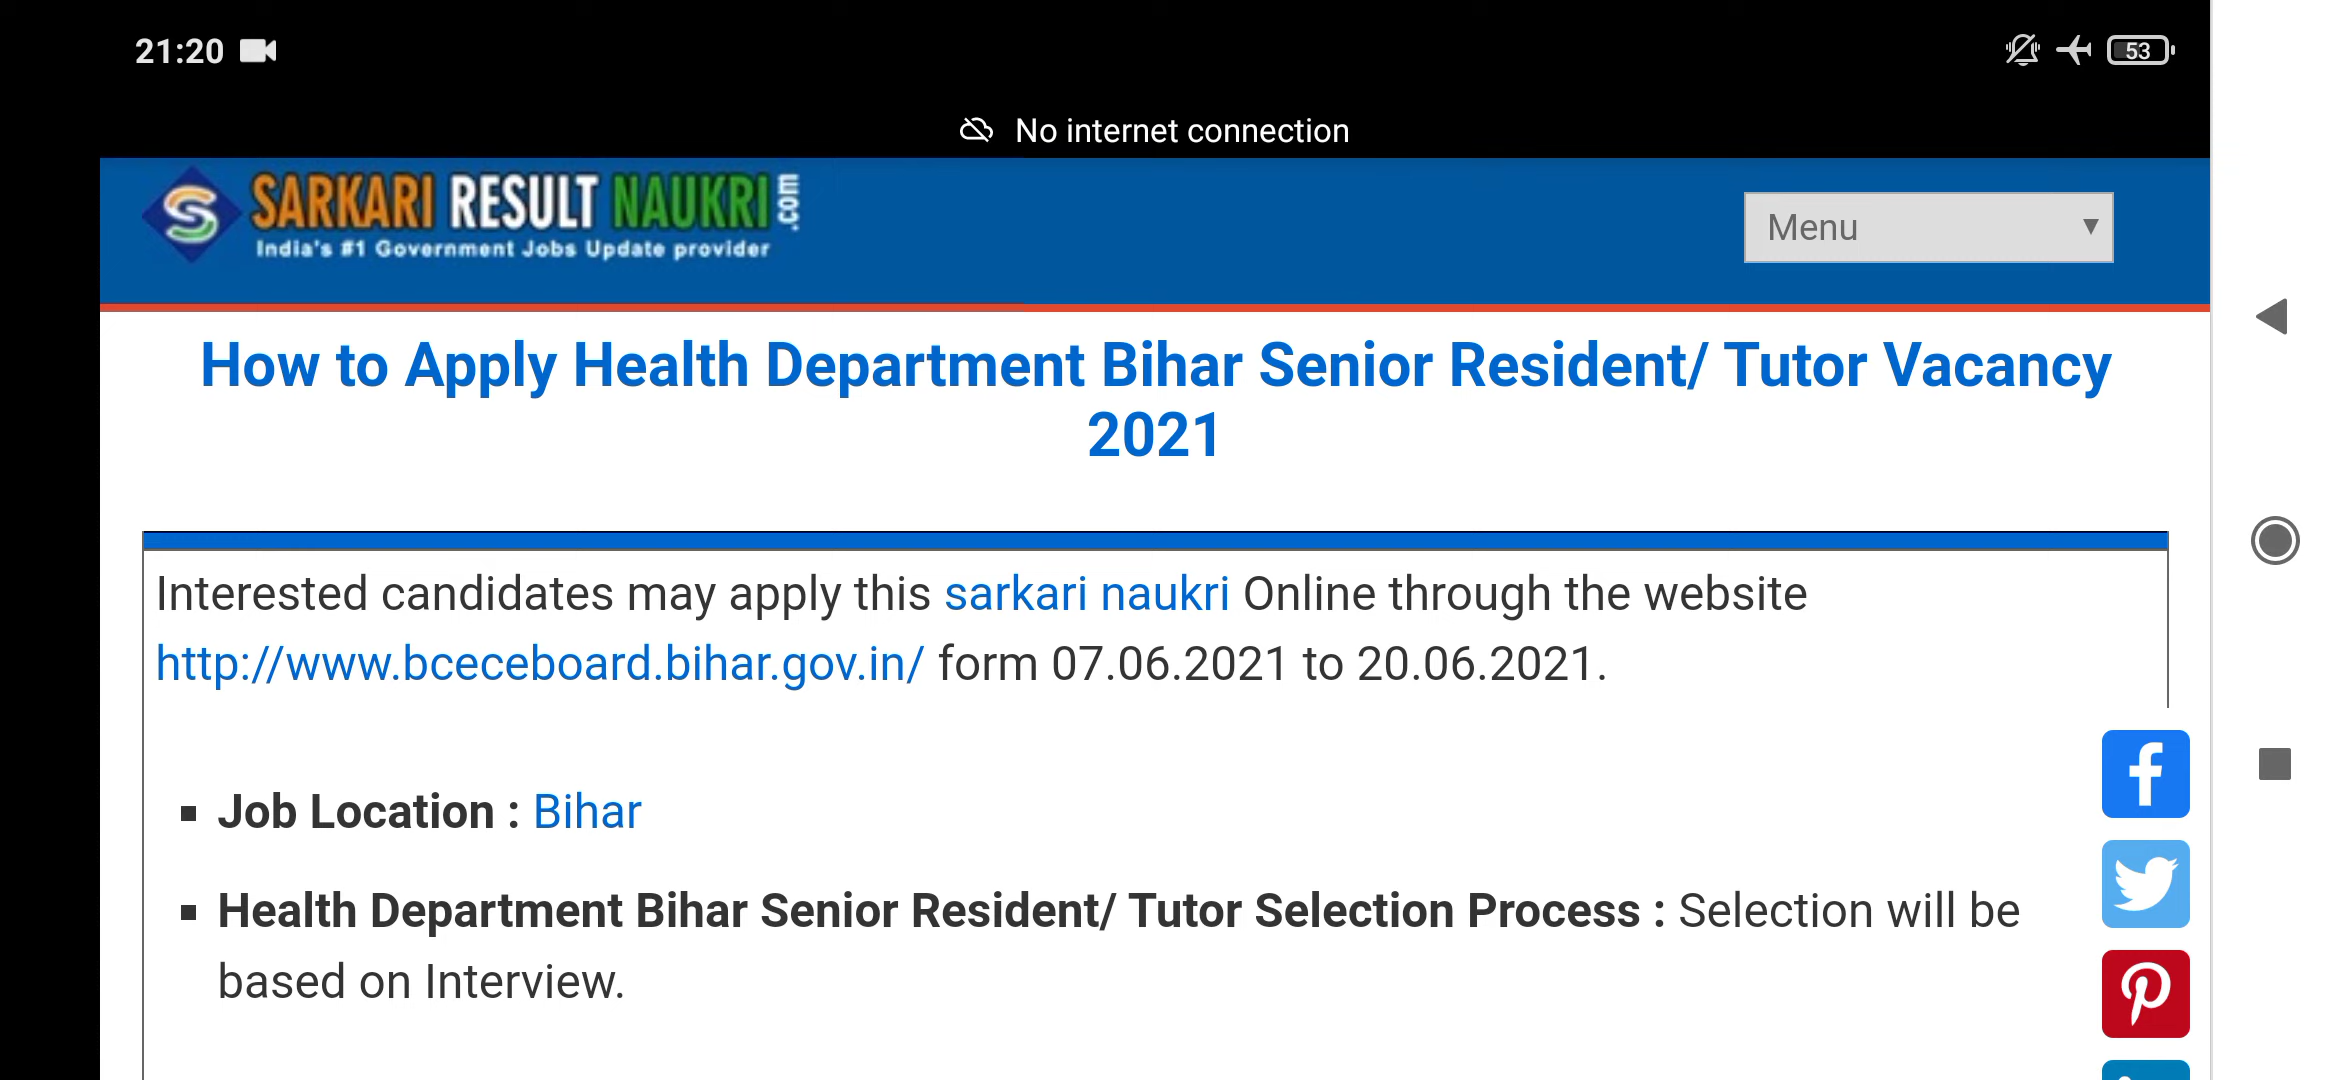 21:20
53
No internet connection
SARKARI RESULT NAUKRI.com
India's #1 Government Jobs Update provider
Menu
How to Apply Health Department Bihar Senior Resident/ Tutor Vacancy
2021
Interested candidates may apply this sarkari naukri Online through the website
http://www.bceceboard.bihar.gov.in/ form 07.06.2021 to 20.06.2021.
Job Location : Bihar
Health Department Bihar Senior Resident/ Tutor Selection Process : Selection will be
based on Interview.